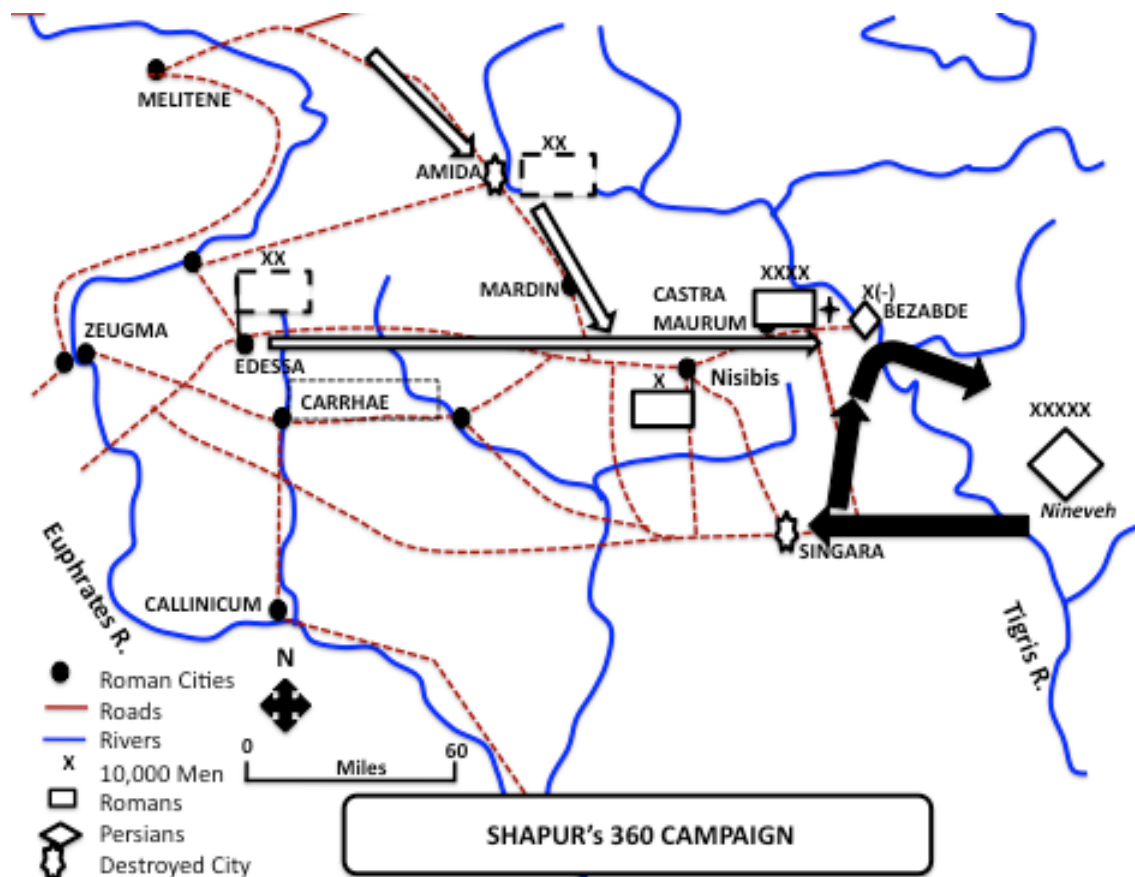 MELITENE
XX
AMIDA
XX
MARDIN
XXXX
CASTRA
MAURUM
X(-)
BEZABDE
ZEUGMA
EDESSA
Nisibis
X
CARRHAE
XXXXX
Nineveh
SINGARA
Euphrates R.
CALLINICUM
Tigris R.
N
Roman Cities
Roads
Rivers
X
10,000 Men
Romans
Persians
Destroyed City
0
60
Miles
SHAPUR's 360 CAMPAIGN